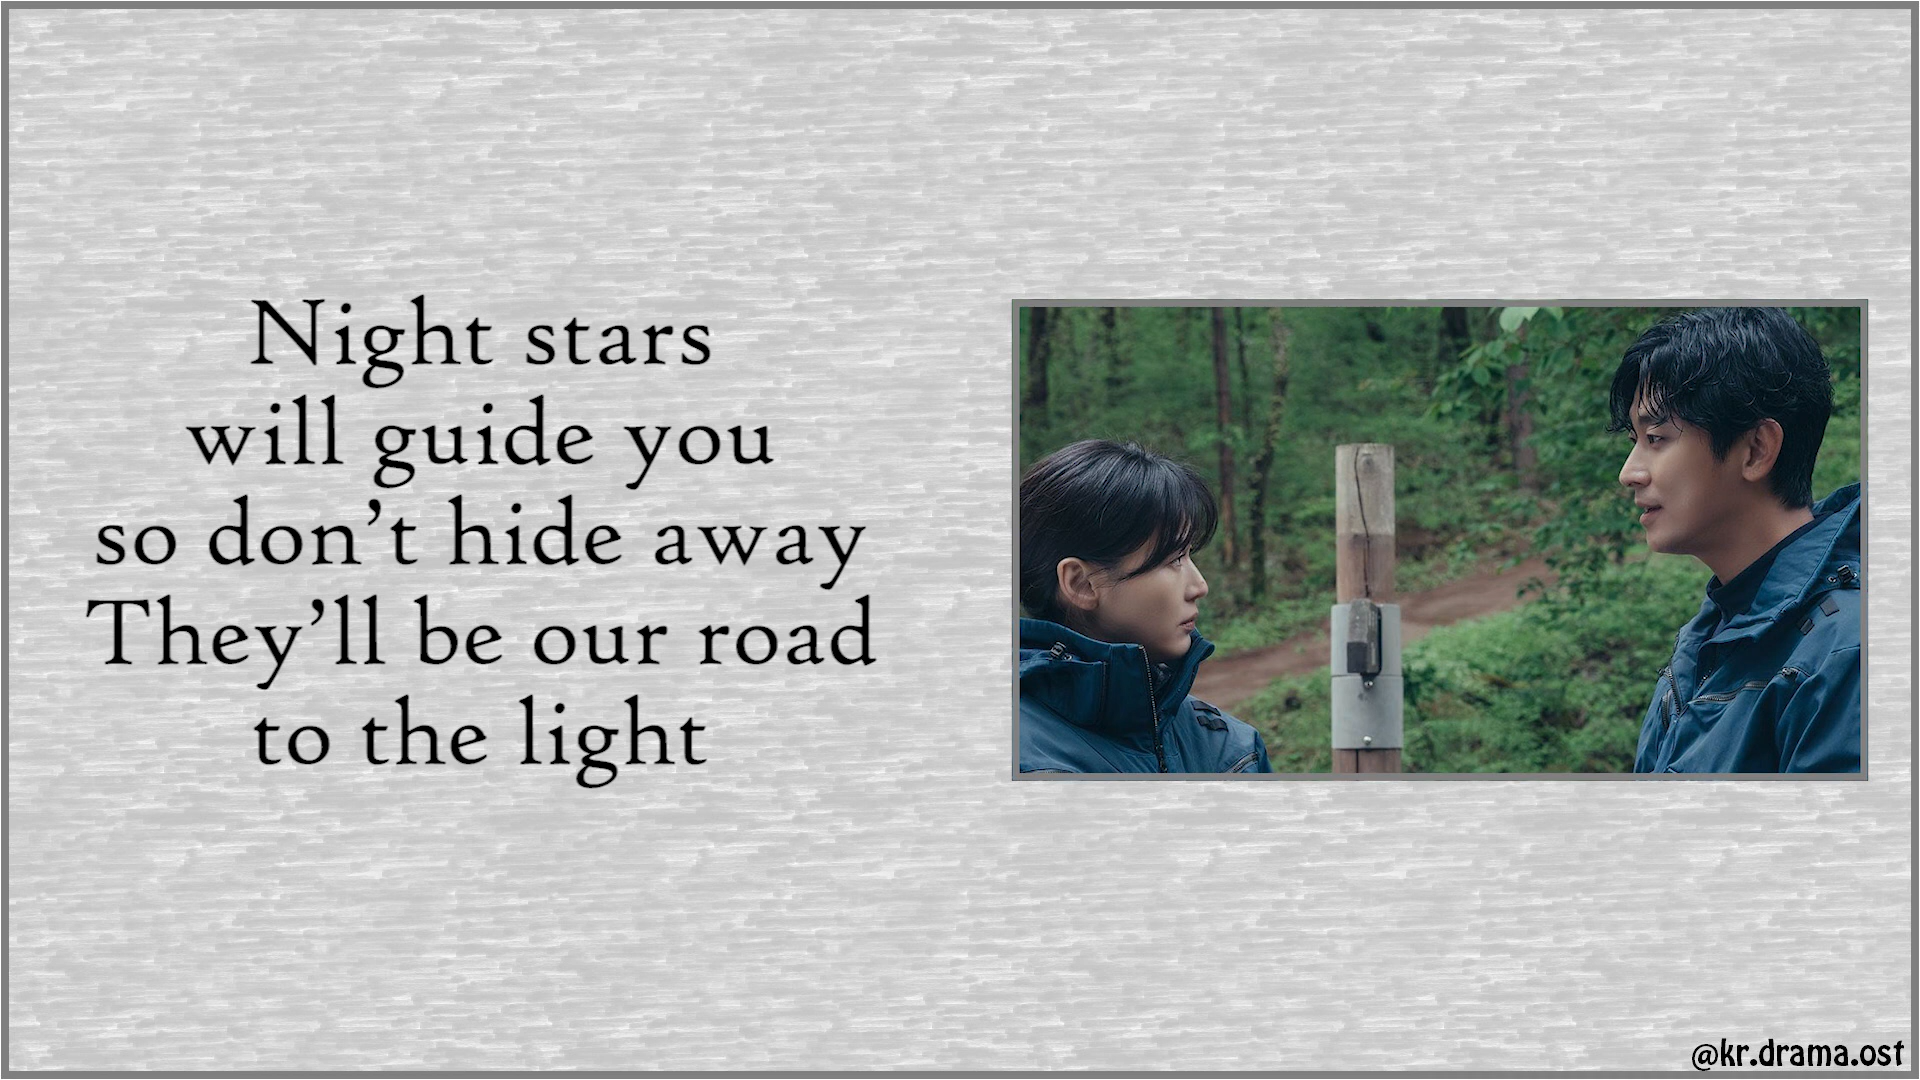 Night stars
will guide you
so don’t hide away
They’ll be our road
to the light
@kr.drama.ost